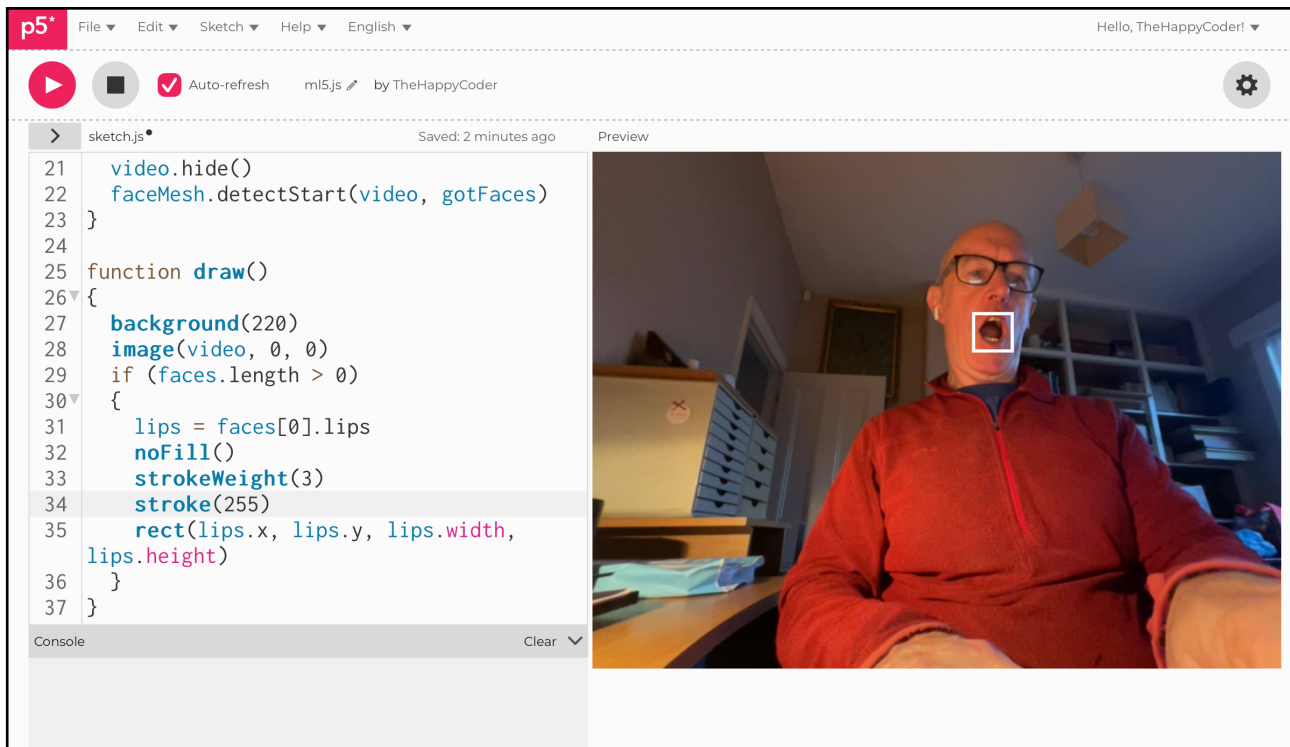 p5* File Edit Sketch Help English Hello, TheHappyCoder!
Auto-refresh ml5.js by TheHappyCoder
> sketch.js● Saved: 2 minutes ago Preview
21   video.hide()
22   faceMesh.detectStart(video, gotFaces)
23 }
24
25 function draw()
26 {
27   background(220)
28   image(video, 0, 0)
29   if (faces.length > 0)
30   {
31     lips = faces[0].lips
32     noFill()
33     strokeWeight(3)
34     stroke(255)
35     rect(lips.x, lips.y, lips.width,
lips.height)
36   }
37 }
Console Clear